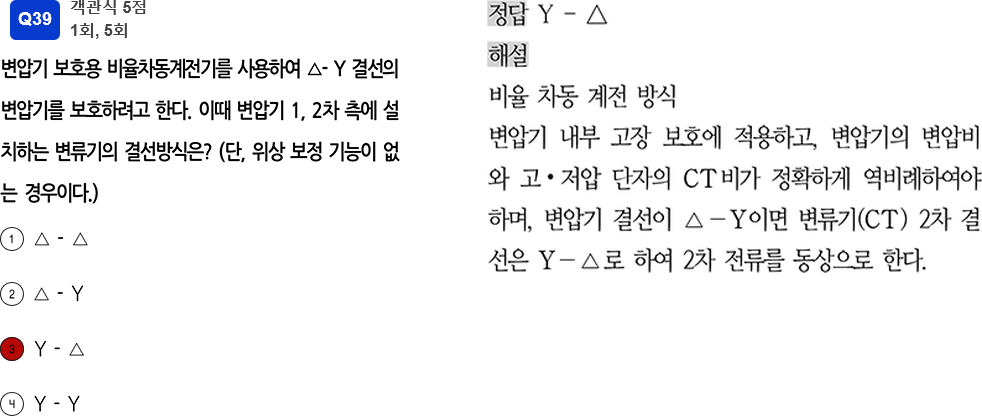 Q39
객관식 5점
1회, 5회
변압기 보호용 비율차동계전기를 사용하여 △- Y 결선의
변압기를 보호하려고 한다. 이때 변압기 1, 2차 측에 설
치하는 변류기의 결선방식은? (단, 위상 보정 기능이 없
는 경우이다.)
① △ - △
② △ - Y
③ Y - △
④ Y - Y
정답 Y - △
해설
비율 차동 계전 방식
변압기 내부 고장 보호에 적용하고, 변압기의 변압비
와 고•저압 단자의 CT비가 정확하게 역비례하여야
하며, 변압기 결선이 △-Y이면 변류기(CT) 2차 결
선은 Y-△로 하여 2차 전류를 동상으로 한다.